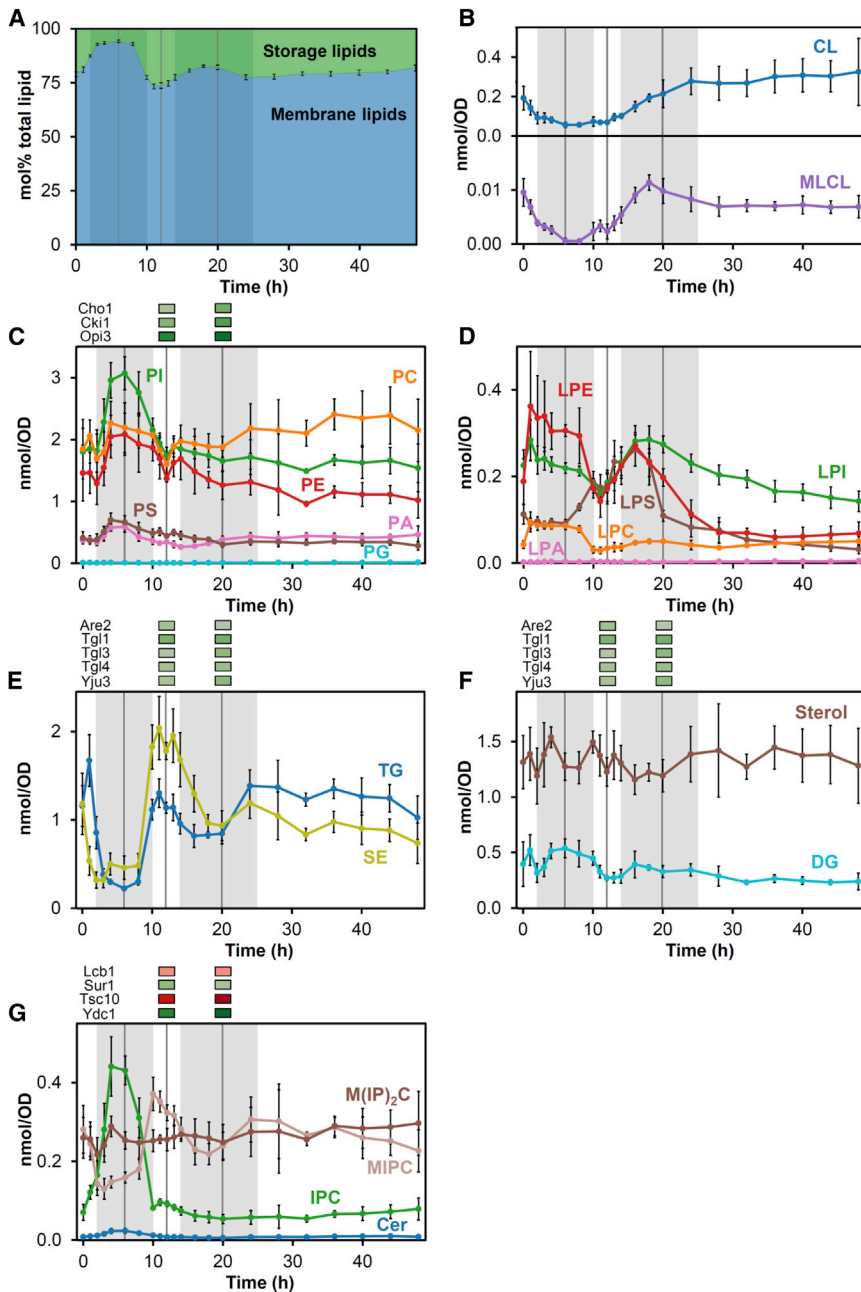 A
100
75
50
25
0
mol% total lipid
Storage lipids
Membrane lipids
0 10 20 30 40
Time (h)
B
0.4
0.2
0.0
0.01
0.00
nmol/OD
nmol/OD
CL
MLCL
0 10 20 30 40
Time (h)
Cho1
Cki1
Opi3
C
3
2
1
0
nmol/OD
PI
PC
PE
PS
PA
PG
0 10 20 30 40
Time (h)
D
0.4
0.2
0.0
nmol/OD
LPE
LPI
LPS
LPC
LPA
0 10 20 30 40
Time (h)
Are2
Tgl1
Tgl3
Tgl4
Yju3
E
2
1
0
nmol/OD
TG
SE
0 10 20 30 40
Time (h)
Are2
Tgl1
Tgl3
Tgl4
Yju3
F
1.5
1.0
0.5
0.0
nmol/OD
Sterol
DG
0 10 20 30 40
Time (h)
Lcb1
Sur1
Tsc10
Ydc1
G
0.4
0.2
0.0
nmol/OD
M(IP)₂C
MIPC
IPC
Cer
0 20 40
Time (h)